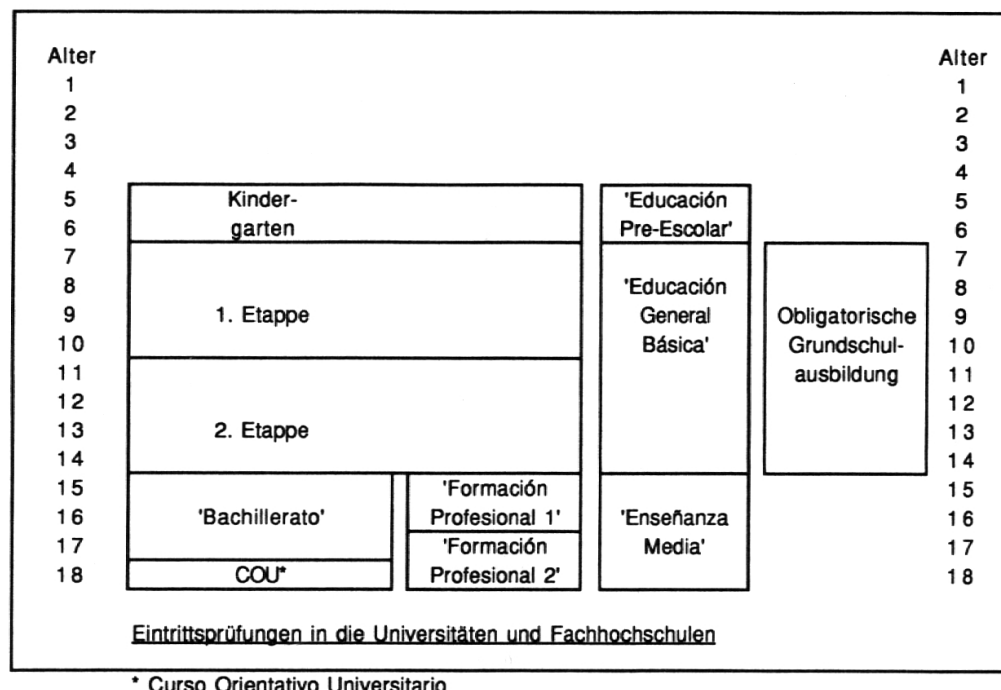 Alter Alter
1 1
2 2
3 3
4 4
5 Kinder- 'Educación 5
6 garten Pre-Escolar' 6
7 7
8 'Educación 8
9 1. Etappe General Obligatorische 9
10 Básica' Grundschul- 10
11 ausbildung 11
12 12
13 2. Etappe 13
14 14
15 'Formación 15
16 'Bachillerato' Profesional 1' 'Enseñanza 16
17 'Formación Media' 17
18 COU* Profesional 2' 18
Eintrittsprüfungen in die Universitäten und Fachhochschulen
* Curso Orientativo Universitario